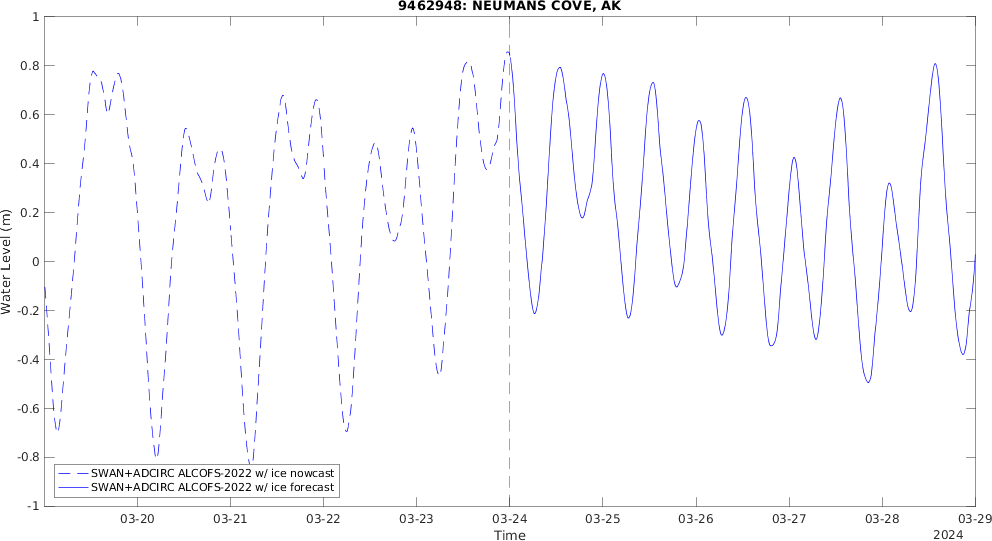 9462948: NEUMANS COVE, AK
1
0.8
0.6
0.4
0.2
0
-0.2
-0.4
-0.6
-0.8
-1
Water Level (m)
SWAN+ADCIRC ALCOFS-2022 w/ ice nowcast
SWAN+ADCIRC ALCOFS-2022 w/ ice forecast
03-20 03-21 03-22 03-23 03-24 03-25 03-26 03-27 03-28 03-29
Time
2024